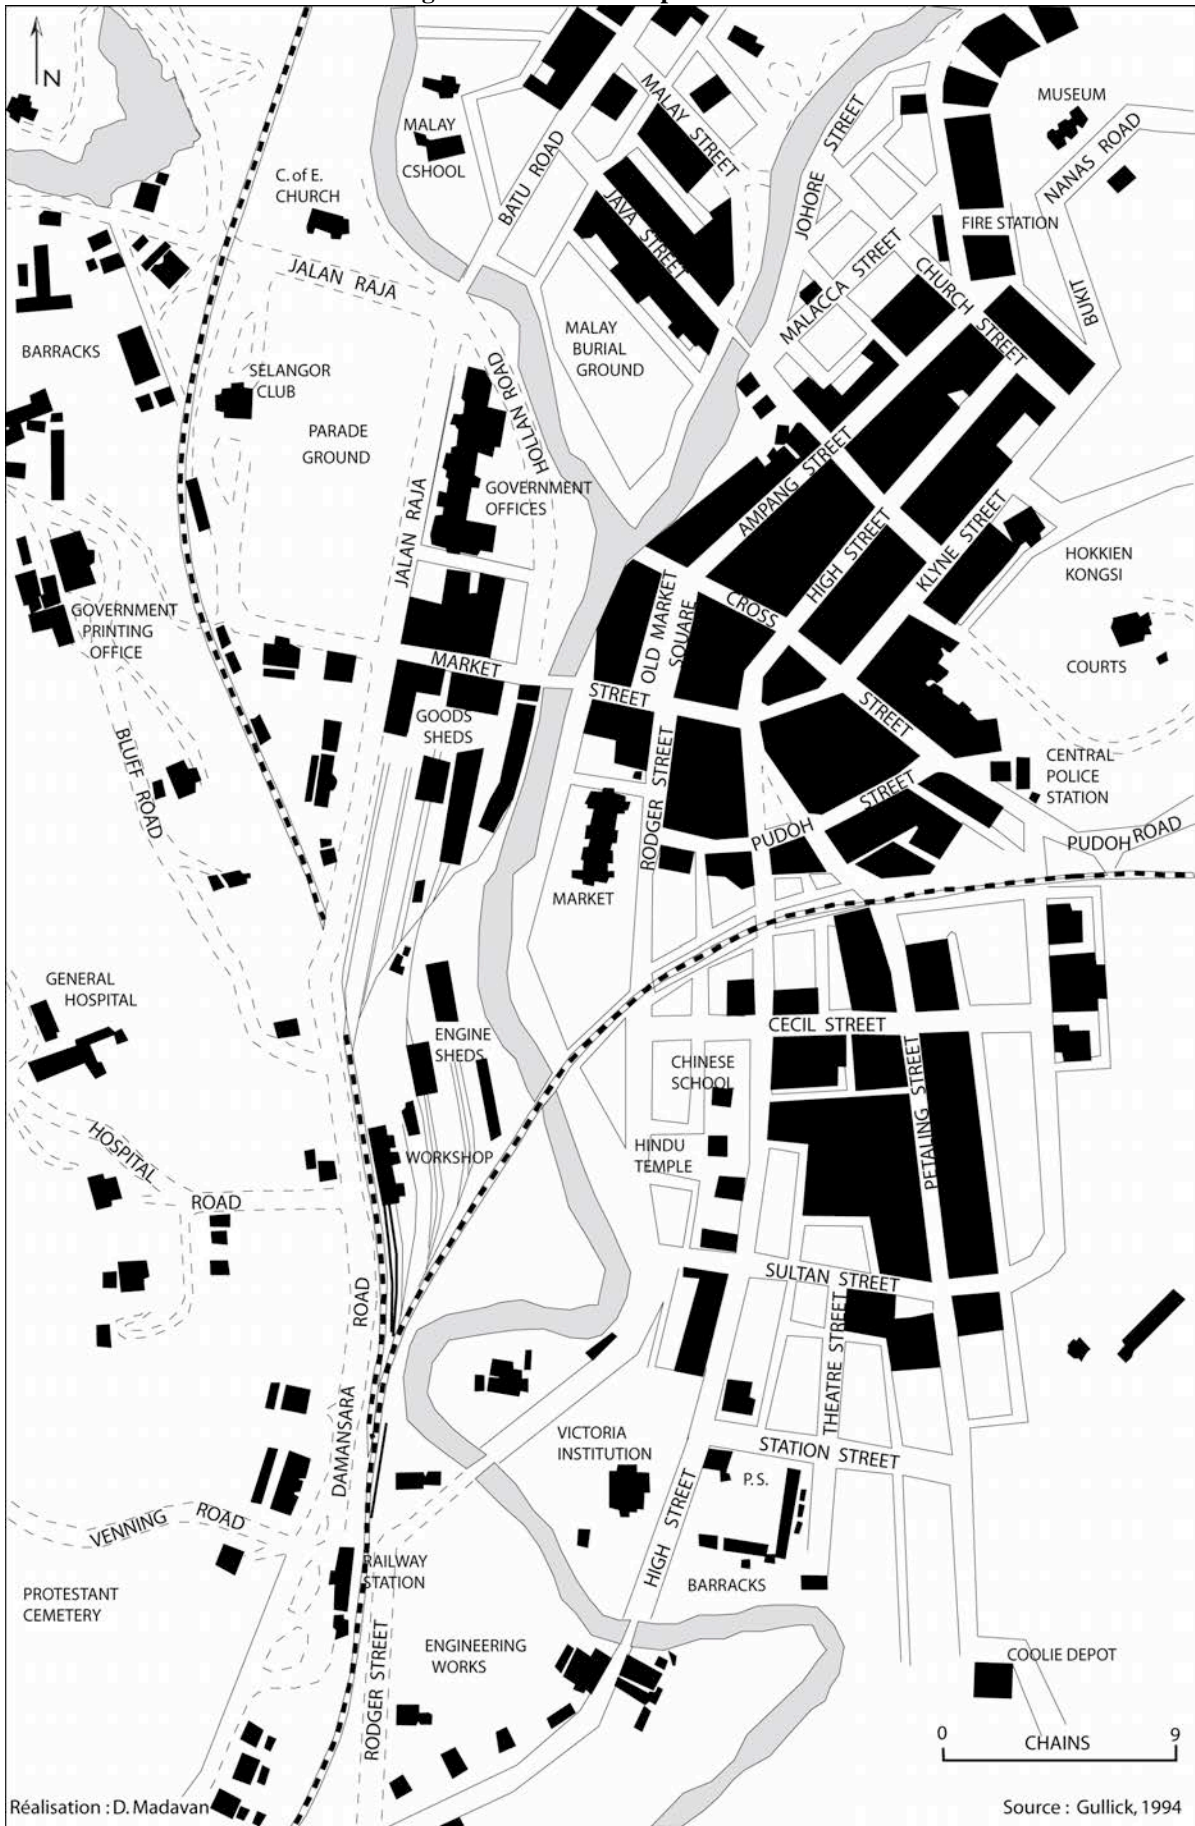 N
MALAY
CSHOOL
C. of E.
CHURCH
BATU ROAD
MALAY STREET
JAVA STREET
JOHORE STREET
MUSEUM
NANAS ROAD
FIRE STATION
MALACCA STREET
CHURCH STREET
BUKIT
JALAN RAJA
BARRACKS
SELANGOR
CLUB
PARADE
GROUND
MALAY
BURIAL
GROUND
HOLLAN ROAD
JALAN RAJA
GOVERNMENT
OFFICES
AMPANG STREET
HIGH STREET
KLYNE STREET
HOKKIEN
KONGSI
COURTS
GOVERNMENT
PRINTING
OFFICE
OLD MARKET
SQUARE
CROSS
STREET
MARKET
STREET
GOODS
SHEDS
BLUFF ROAD
RODGER STREET
CENTRAL
POLICE
STATION
PUDOH
STREET
PUDOH ROAD
MARKET
GENERAL
HOSPITAL
ENGINE
SHEDS
CECIL STREET
CHINESE
SCHOOL
PETALING STREET
HOSPITAL
ROAD
WORKSHOP
HINDU
TEMPLE
SULTAN STREET
THEATRE STREET
DAMANSARA
ROAD
VICTORIA
INSTITUTION
STATION STREET
P.S.
HIGH STREET
BARRACKS
VENNING ROAD
RAILWAY
STATION
PROTESTANT
CEMETERY
RODGER STREET
ENGINEERING
WORKS
COOLIE DEPOT
0 9
CHAINS
Réalisation : D. Madavan
Source : Gullick, 1994